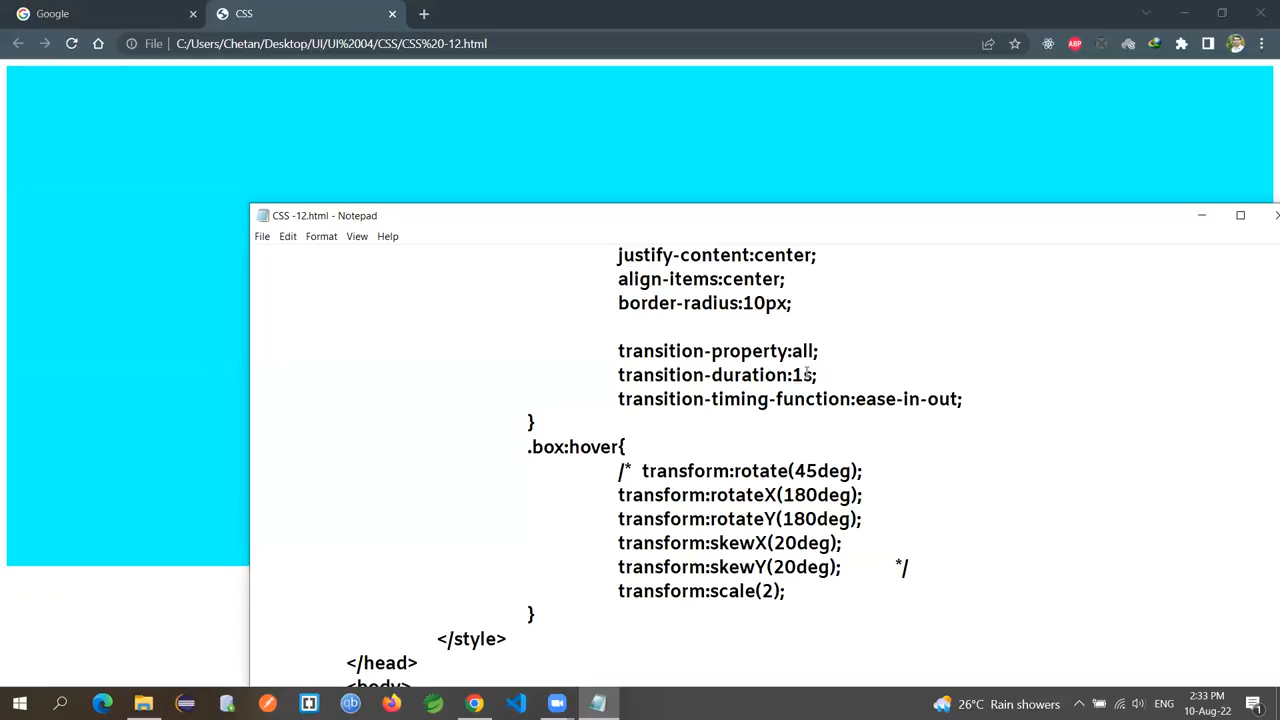 Google
CSS
File
C:/Users/Chetan/Desktop/UI/UI%2004/CSS/CSS%20-12.html
ABP
CSS -12.html - Notepad
File Edit Format View Help
justify-content:center;
align-items:center;
border-radius:10px;
transition-property:all;
transition-duration:1s;
transition-timing-function:ease-in-out;
}
.box:hover{
/* transform:rotate(45deg);
transform:rotateX(180deg);
transform:rotateY(180deg);
transform:skewX(20deg);
transform:skewY(20deg); */
transform:scale(2);
}
</style>
</head>
<body>
qb
26°C Rain showers
ENG
2:33 PM
10-Aug-22
1